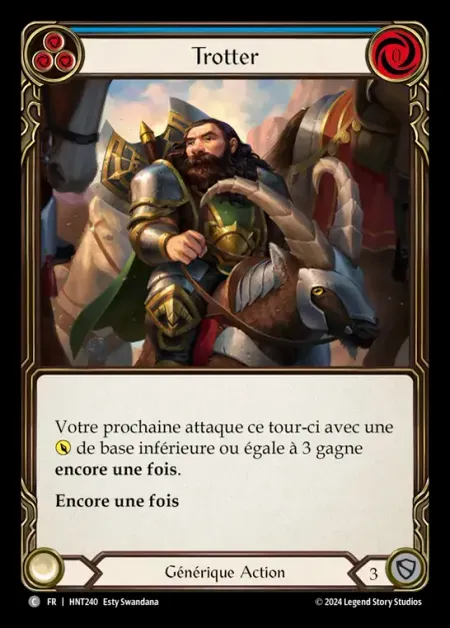 Trotter
0
Votre prochaine attaque ce tour-ci avec une
de base inférieure ou égale à 3 gagne
encore une fois.
Encore une fois
Générique Action
3
C FR | HNT240 Esty Swandana
© 2024 Legend Story Studios